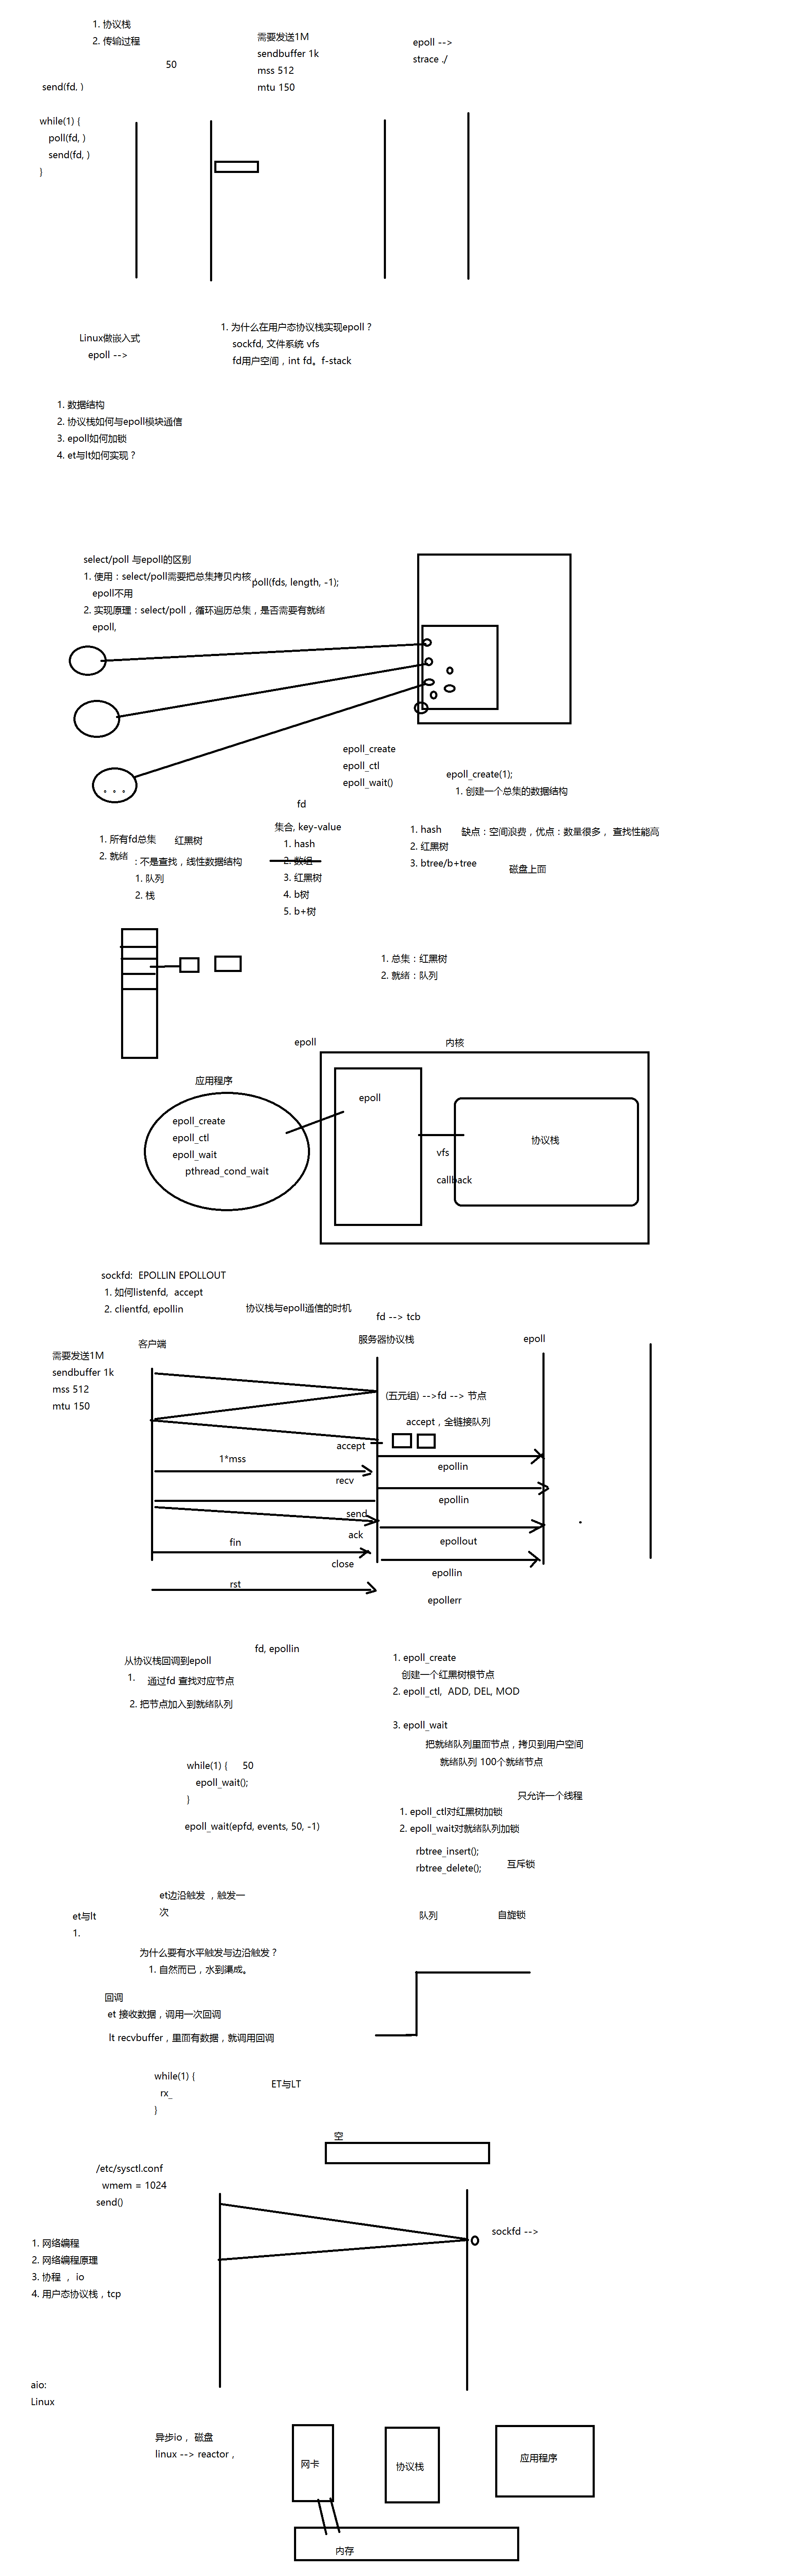 1. 协议栈
2. 传输过程
50
send(fd, )
需要发送1M
sendbuffer 1k
mss 512
mtu 150
epoll -->
strace ./
while(1) {
poll(fd, )
send(fd, )
}
Linux做嵌入式
epoll -->
1. 为什么在用户态协议栈实现epoll？
sockfd, 文件系统 vfs
fd用户空间，int fd。f-stack
1. 数据结构
2. 协议栈如何与epoll模块通信
3. epoll如何加锁
4. et与lt如何实现？
select/poll 与epoll的区别
1. 使用：select/poll需要把总集拷贝内核，
epoll不用
poll(fds, length, -1);
2. 实现原理：select/poll，循环遍历总集，是否需要有就绪
epoll,
epoll_create
epoll_ctl
epoll_wait()
epoll_create(1);
1. 创建一个总集的数据结构
fd
1. 所有fd总集 红黑树
2. 就绪：不是查找，线性数据结构
1. 队列
2. 栈
集合, key-value
1. hash
2. 数组
3. 红黑树
4. b树
5. b+树
1. hash 缺点：空间浪费，优点：数量很多， 查找性能高
2. 红黑树
3. btree/b+tree 磁盘上面
1. 总集：红黑树
2. 就绪：队列
epoll
内核
应用程序
epoll_create
epoll_ctl
epoll_wait
pthread_cond_wait
epoll
vfs
callback
协议栈
sockfd: EPOLLIN EPOLLOUT
1. 如何listenfd, accept
2. clientfd, epollin
协议栈与epoll通信的时机
fd --> tcb
客户端
服务器协议栈
epoll
需要发送1M
sendbuffer 1k
mss 512
mtu 150
(五元组) -->fd --> 节点
accept，全链接队列
accept
epollin
1*mss
recv
epollin
send
ack
epollout
fin
close
epollin
rst
epollerr
从协议栈回调到epoll
fd, epollin
1. 通过fd 查找对应节点
2. 把节点加入到就绪队列
1. epoll_create
创建一个红黑树根节点
2. epoll_ctl, ADD, DEL, MOD
3. epoll_wait
把就绪队列里面节点，拷贝到用户空间
就绪队列 100个就绪节点
while(1) { 50
epoll_wait();
}
epoll_wait(epfd, events, 50, -1)
只允许一个线程
1. epoll_ctl对红黑树加锁
2. epoll_wait对就绪队列加锁
rbtree_insert();
rbtree_delete();
互斥锁
队列
自旋锁
et与lt
1.
et边沿触发 ，触发一
次
为什么要有水平触发与边沿触发？
1. 自然而已，水到渠成。
回调
et 接收数据，调用一次回调
lt recvbuffer，里面有数据，就调用回调
while(1) {
rx_
}
ET与LT
空
/etc/sysctl.conf
wmem = 1024
send()
sockfd -->
1. 网络编程
2. 网络编程原理
3. 协程 ， io
4. 用户态协议栈，tcp
aio:
Linux
异步io， 磁盘
linux --> reactor ,
网卡
协议栈
应用程序
内存